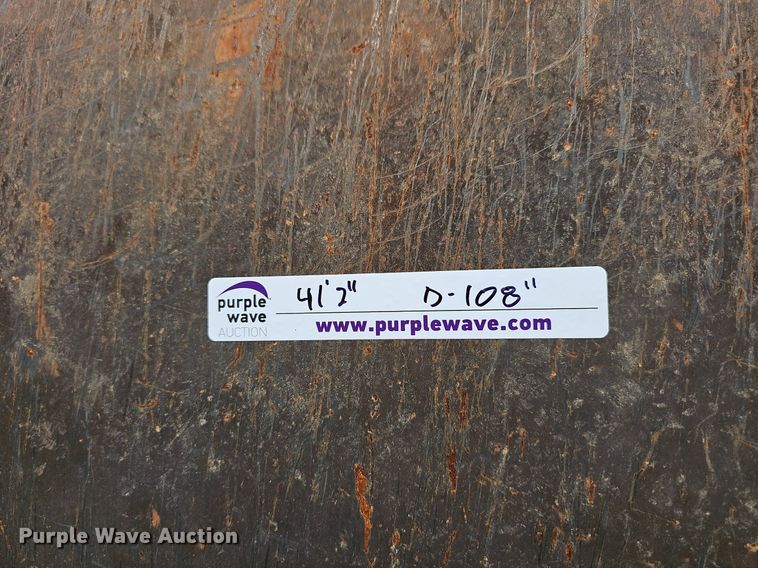 purple
wave
AUCTION
41'2" D-108"
www.purplewave.com
Purple Wave Auction